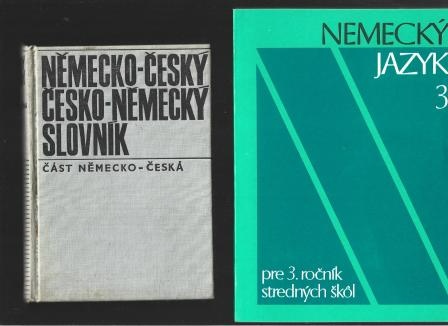 NĚMECKO-ČESKÝ
ČESKO-NĚMECKÝ
SLOVNÍK
ČÁST NĚMECKO-ČESKÁ
NEMECKÝ
JAZYK
3
pre 3. ročník
stredných škôl